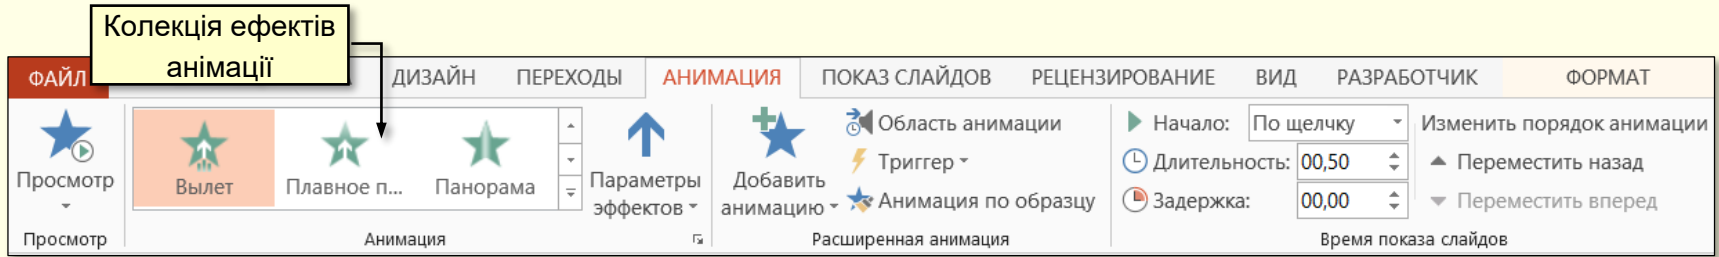 Колекція ефектів
анімації
ФАЙЛ ДИЗАЙН ПЕРЕХОДЫ АНИМАЦИЯ ПОКАЗ СЛАЙДОВ РЕЦЕНЗИРОВАНИЕ ВИД РАЗРАБОТЧИК ФОРМАТ
Просмотр
Вылет Плавное п... Панорама
Параметры
эффектов
Добавить
анимацию
Область анимации
Триггер
Анимация по образцу
Начало: По щелчку
Длительность: 00,50
Задержка: 00,00
Изменить порядок анимации
Переместить назад
Переместить вперед
Просмотр Анимация Расширенная анимация Время показа слайдов